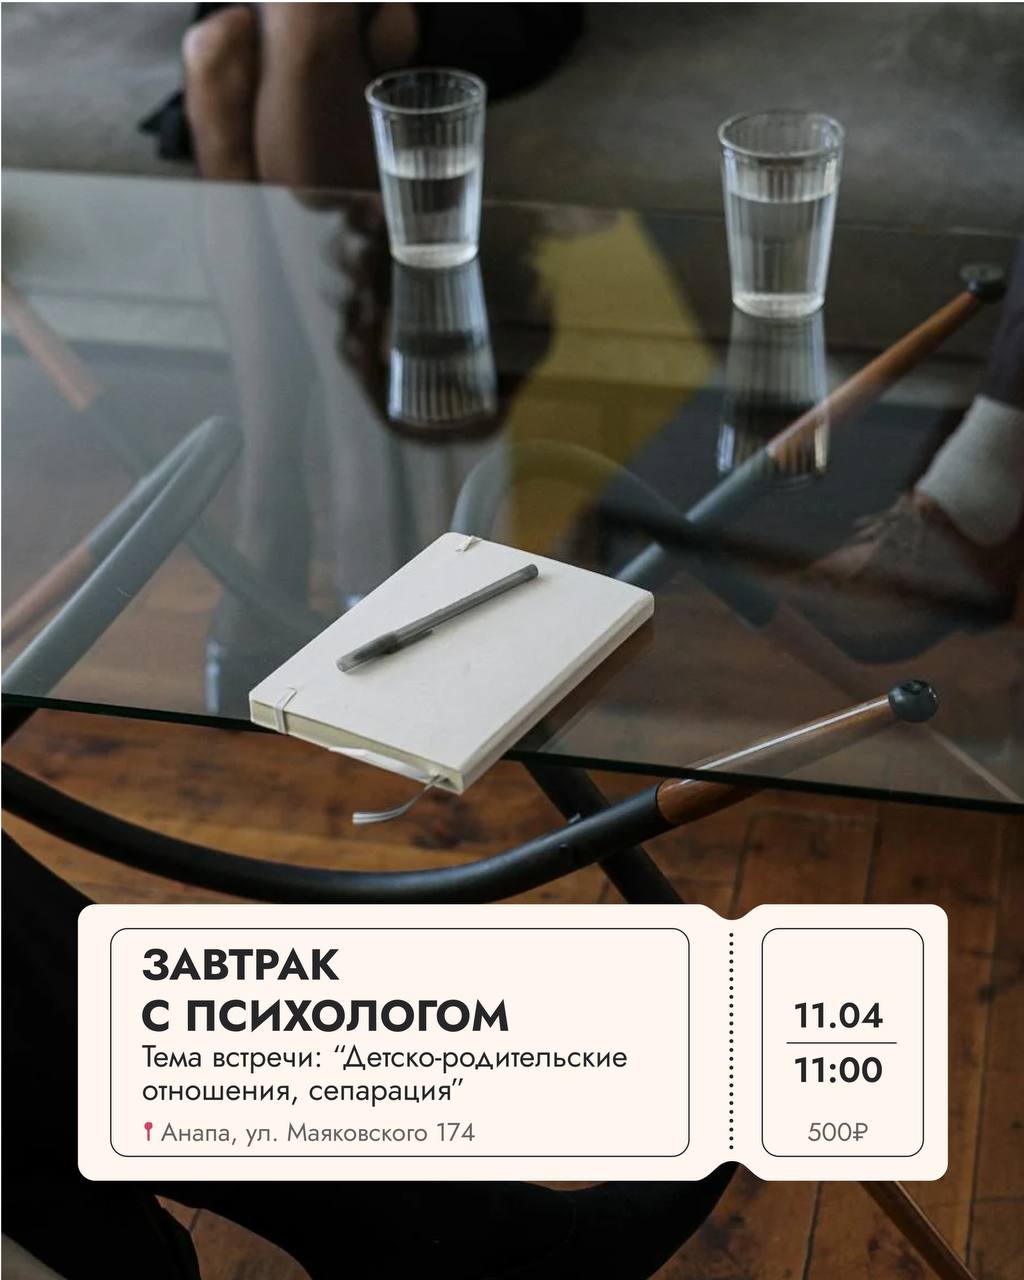 ЗАВТРАК
С ПСИХОЛОГОМ
Тема встречи: “Детско-родительские
отношения, сепарация”
Анапа, ул. Маяковского 174
11.04
11:00
500₽